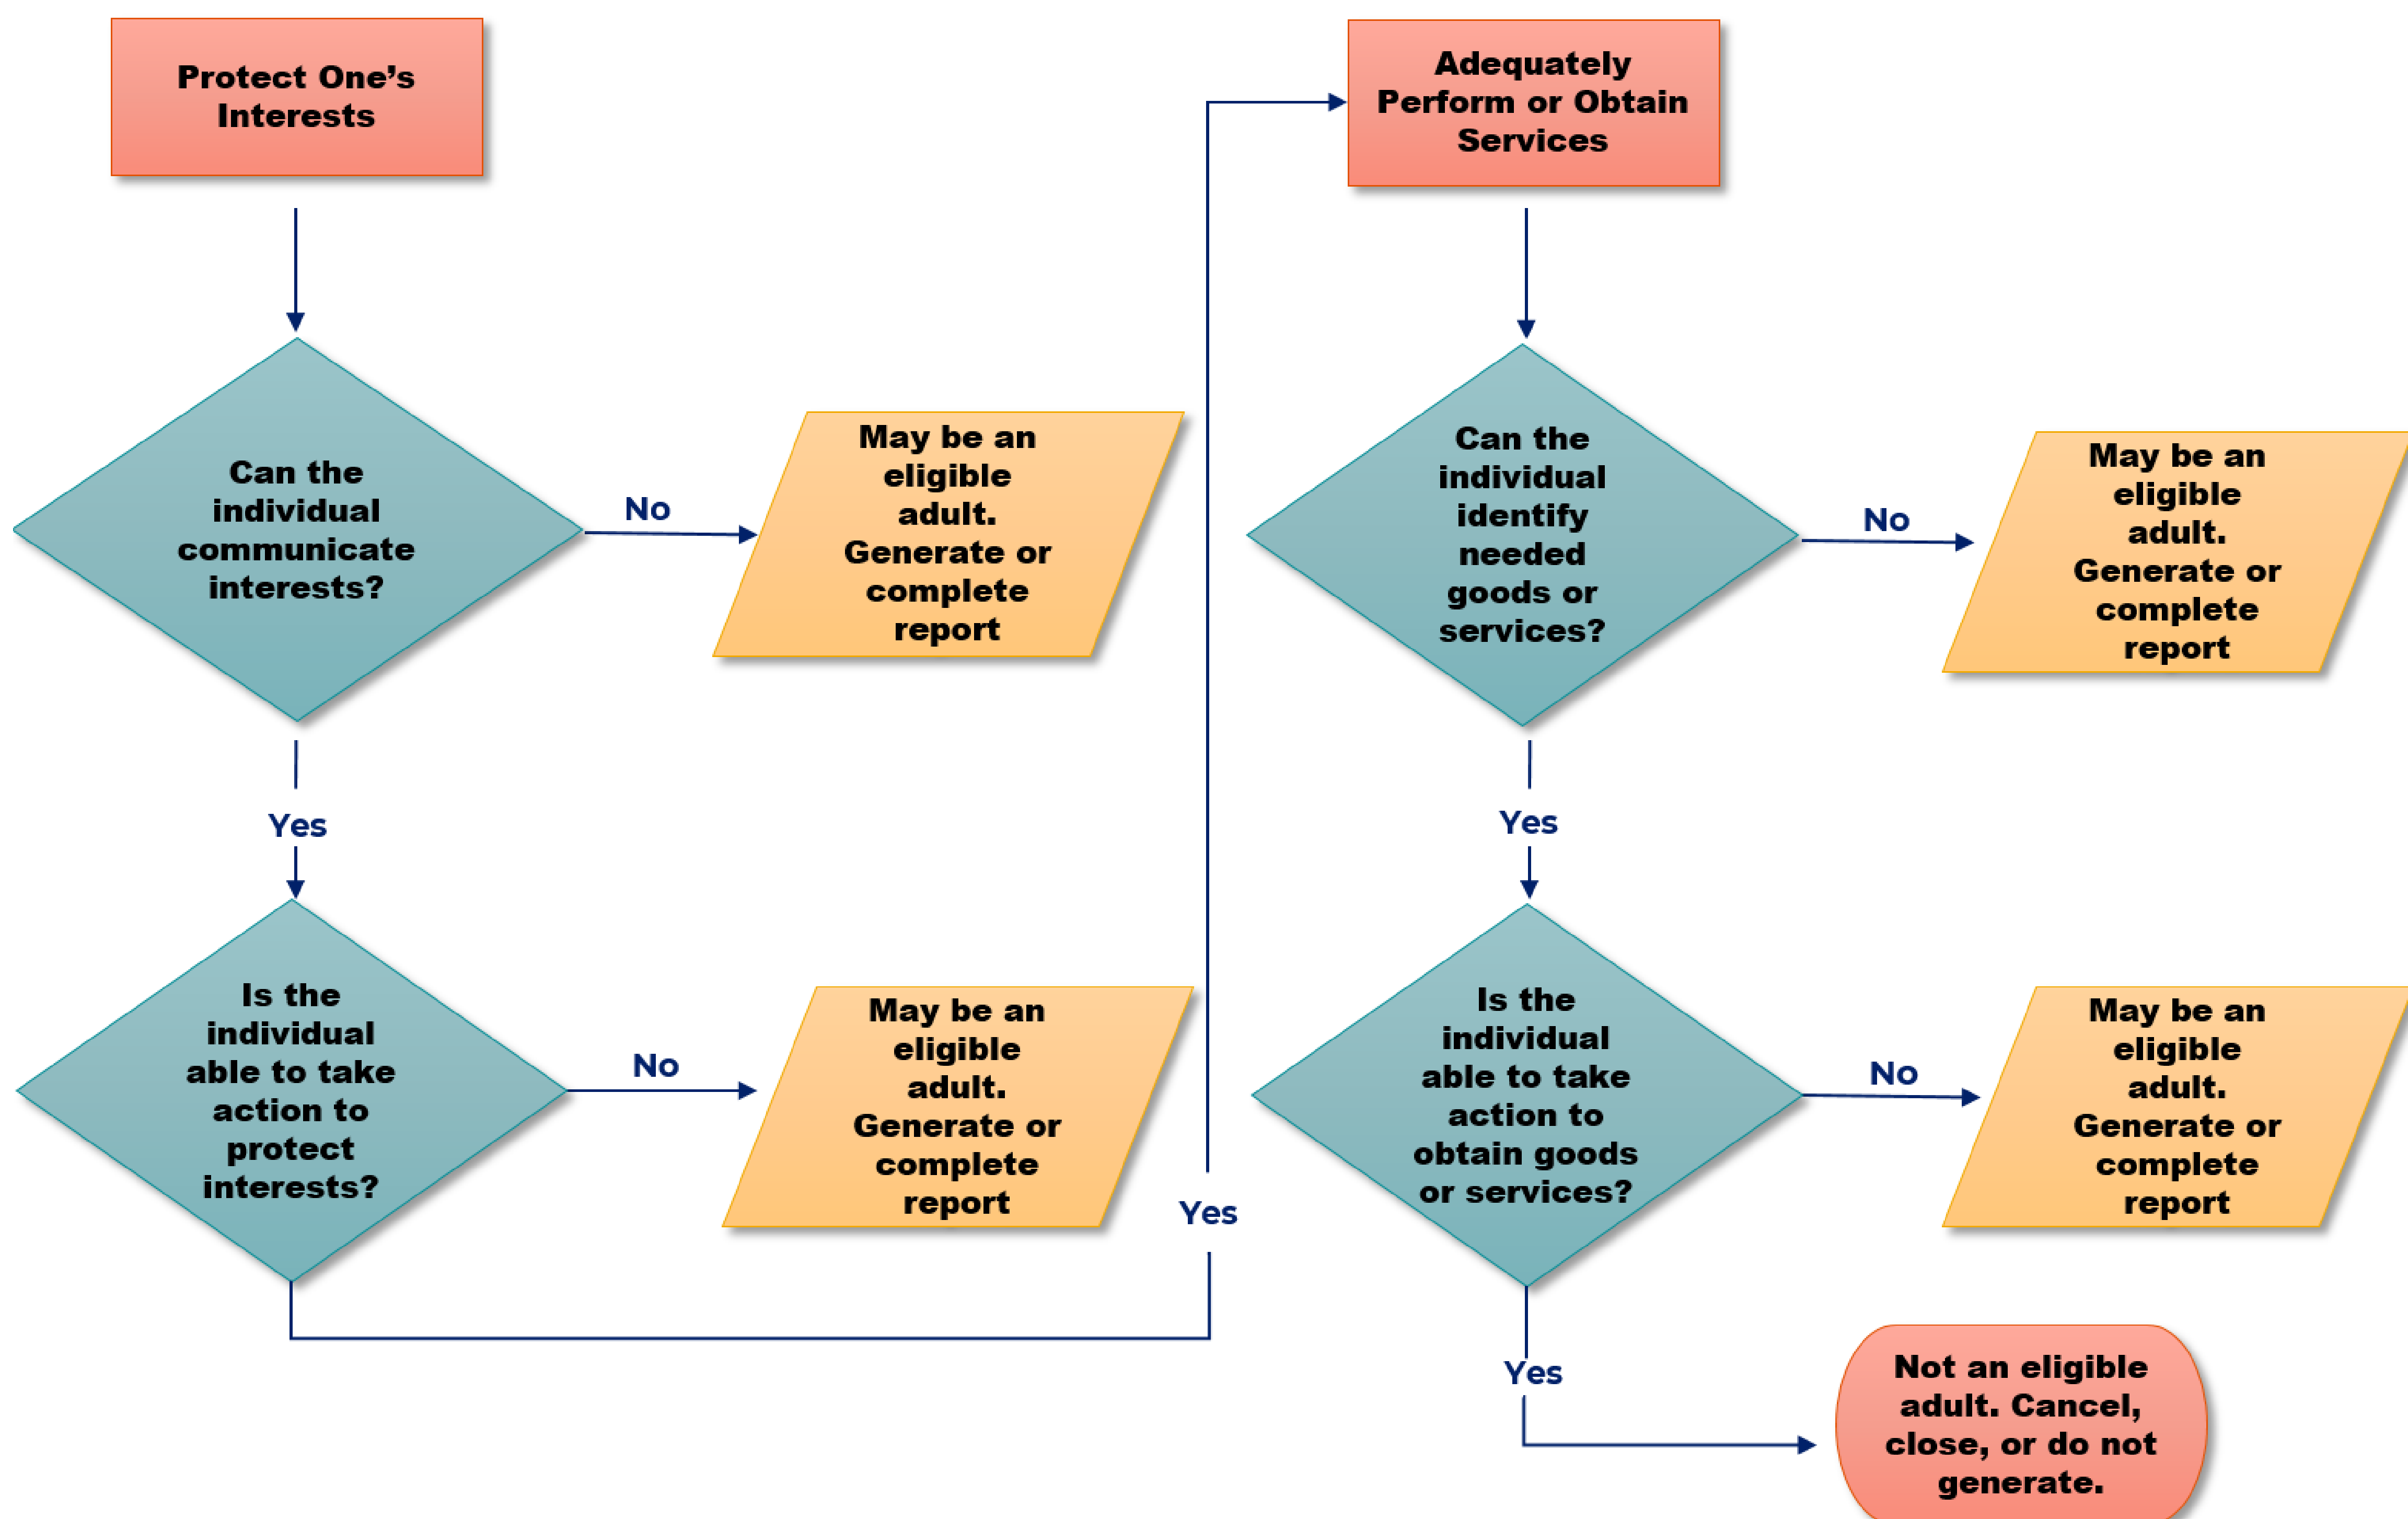 Protect One's
Interests
Can the
individual
communicate
interests?
No
May be an
eligible
adult.
Generate or
complete
report
Yes
Is the
individual
able to take
action to
protect
interests?
No
May be an
eligible
adult.
Generate or
complete
report
Yes
Adequately
Perform or Obtain
Services
Can the
individual
identify
needed
goods or
services?
No
May be an
eligible
adult.
Generate or
complete
report
Yes
Is the
individual
able to take
action to
obtain goods
or services?
No
May be an
eligible
adult.
Generate or
complete
report
Yes
Not an eligible
adult. Cancel,
close, or do not
generate.